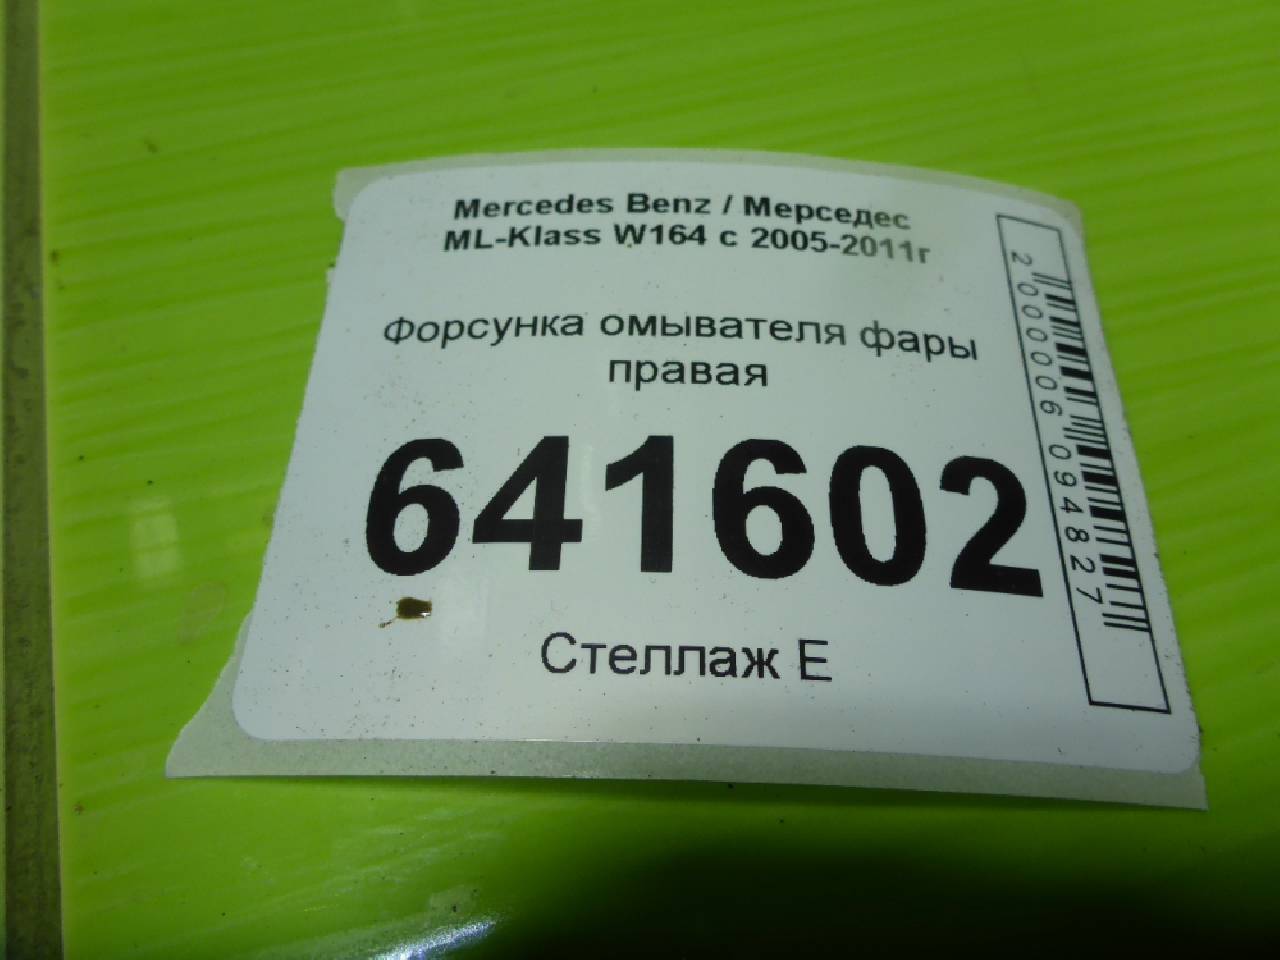 Mercedes Benz / Мерседес
ML-Klass W164 с 2005-2011г
Форсунка омывателя фары
правая
641602
Стеллаж Е
2000006094827